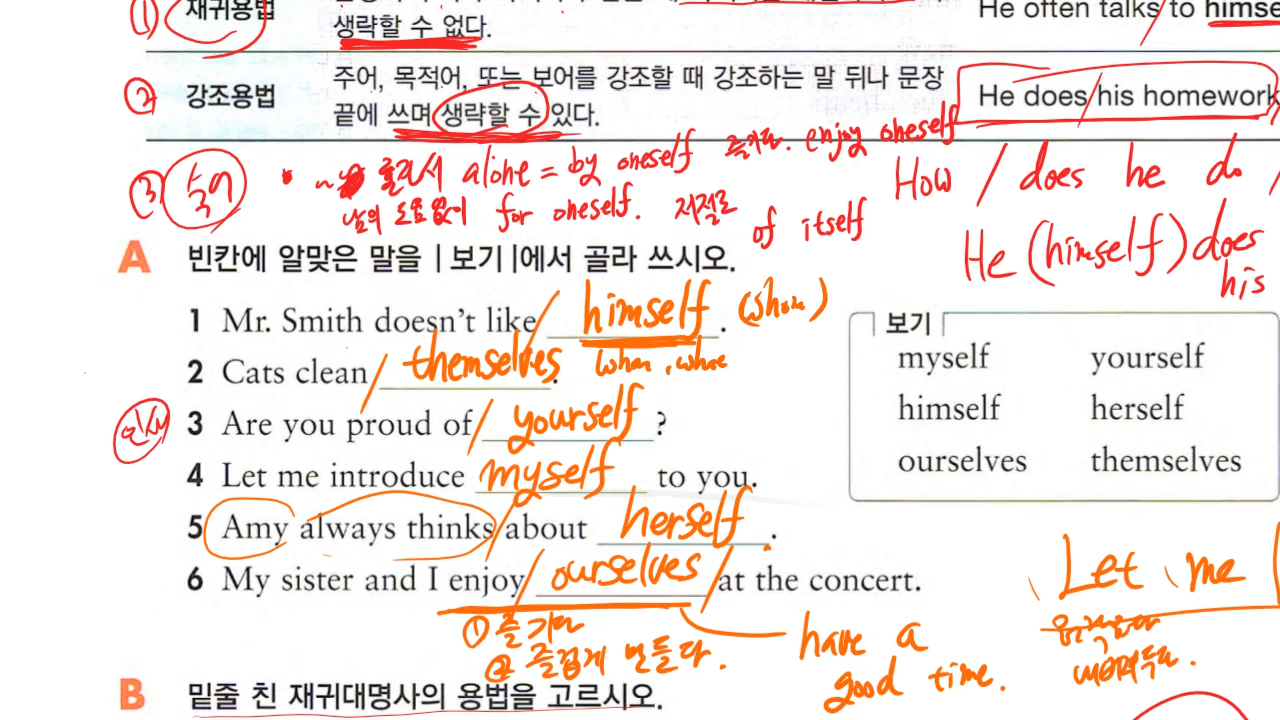 ① 재귀용법
생략할 수 없다.
He often talks to himse
② 강조용법
주어, 목적어, 또는 보어를 강조할 때 강조하는 말 뒤나 문장
끝에 쓰며 생략할 수 있다.
He does his homework
③ 숙어
홀로서 alone = by oneself 즐기다. enjoy oneself
남의 도움없이 for oneself. 저절로
of itself
How / does he do /
He (himself) does
his
A 빈칸에 알맞은 말을 | 보기 |에서 골라 쓰시오.
1 Mr. Smith doesn't like himself. (whom)
2 Cats clean themselves.
3 Are you proud of yourself?
4 Let me introduce myself to you.
5 Amy always thinks about herself.
6 My sister and I enjoy ourselves at the concert.
보기
myself yourself
himself herself
ourselves themselves
① 즐기다
② 즐겁게 만들다.
have a
good time.
Let me
B 밑줄 친 재귀대명사의 용법을 고르시오.